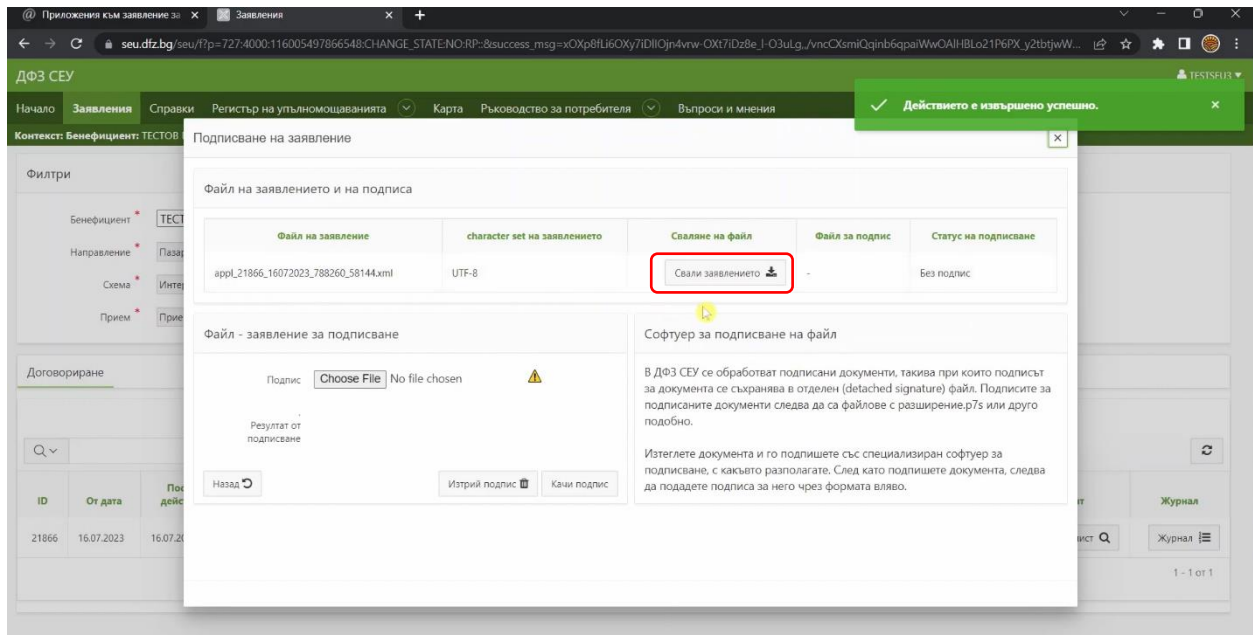 Приложения към заявление за
Заявления
seu.dfz.bg/seu/f?p=727:4000:116005497866548:CHANGE_STATE:NO:RP::&success_msg=
ДФЗ СЕУ
TESTSEU3
Начало Заявления Справки Регистър на упълномощаванията Карта Ръководство за потребителя Въпроси и мнения
Действието е извършено успешно.
Контекст: Бенефициент: ТЕСТОВ
Подписване на заявление
Филтри
Бенефициент *
Направление *
Схема *
Прием *
Файл на заявлението и на подписа
Файл на заявление character set на заявлението Сваляне на файл Файл за подпис Статус на подписване
appl_21866_16072023_788260_58144.xml UTF-8 Свали заявлението - Без подпис
Файл - заявление за подписване
Подпис Choose File No file chosen
Резултат от
подписване
Назад Изтрий подпис Качи подпис
Софтуер за подписване на файл
В ДФЗ СЕУ се обработват подписани документи, такива при които подписът
за документа се съхранява в отделен (detached signature) файл. Подписите за
подписаните документи следва да са файлове с разширение.p7s или друго
подобно.
Изтеглете документа и го подпишете със специализиран софтуер за
подписване, с какъвто разполагате. След като подпишете документа, следва
да подадете подписа за него чрез формата вляво.
Договориране
ID От дата Журнал
21866 16.07.2023 Журнал
1 - 1 от 1